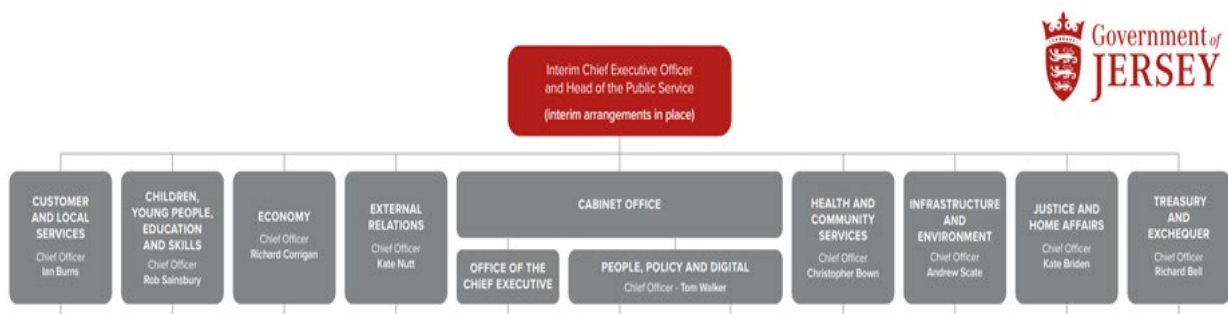 Government of
JERSEY
Interim Chief Executive Officer
and Head of the Public Service
(interim arrangements in place)
CUSTOMER
AND LOCAL
SERVICES
Chief Officer
Ian Burns
CHILDREN,
YOUNG PEOPLE,
EDUCATION
AND SKILLS
Chief Officer
Rob Sainsbury
ECONOMY
Chief Officer
Richard Corrigan
EXTERNAL
RELATIONS
Chief Officer
Kate Nutt
CABINET OFFICE
OFFICE OF THE
CHIEF EXECUTIVE
PEOPLE, POLICY AND DIGITAL
Chief Officer - Tom Walker
HEALTH AND
COMMUNITY
SERVICES
Chief Officer
Christopher Bown
INFRASTRUCTURE
AND
ENVIRONMENT
Chief Officer
Andrew Scate
JUSTICE AND
HOME AFFAIRS
Chief Officer
Kate Briden
TREASURY
AND
EXCHEQUER
Chief Officer
Richard Bell